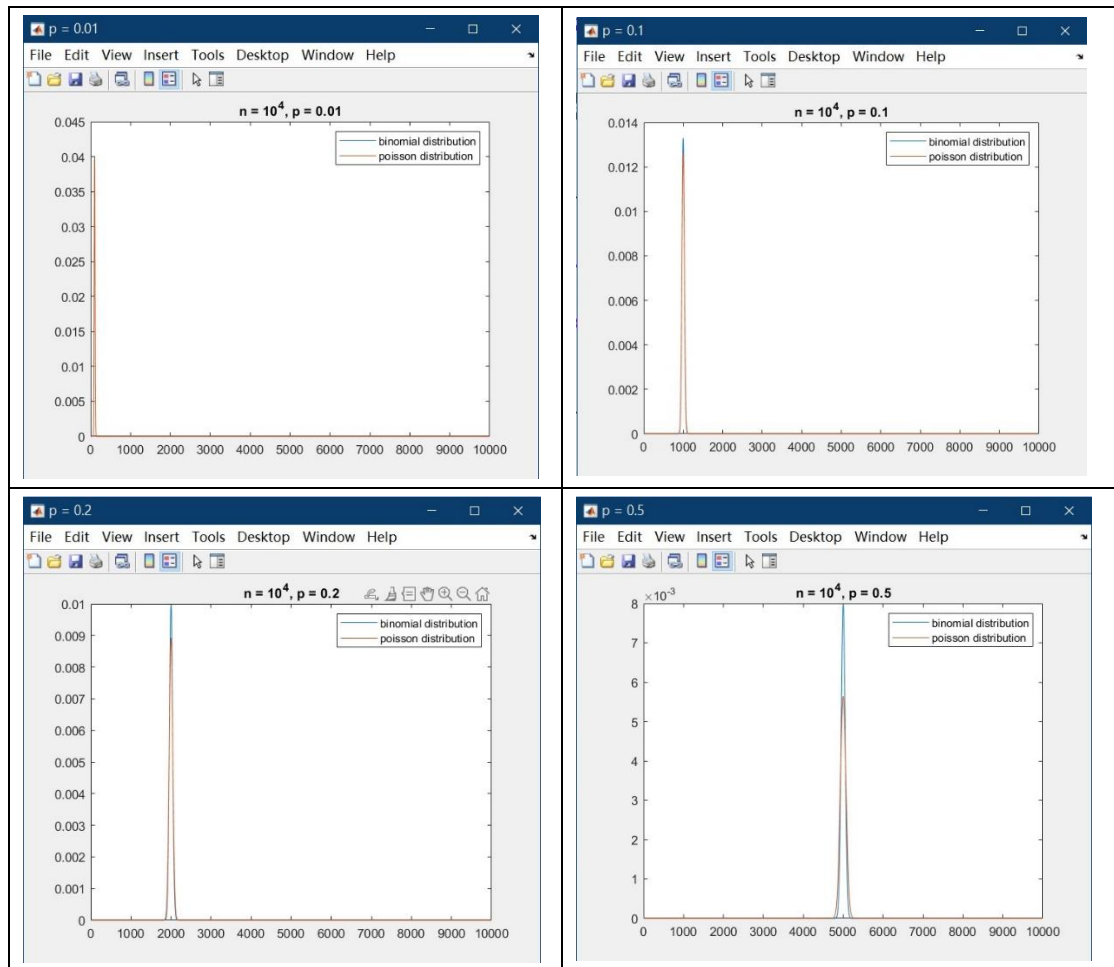 p = 0.01
File Edit View Insert Tools Desktop Window Help
n = 10⁴, p = 0.01
binomial distribution
poisson distribution
0.045
0.04
0.035
0.03
0.025
0.02
0.015
0.01
0.005
0
0 1000 2000 3000 4000 5000 6000 7000 8000 9000 10000
p = 0.1
File Edit View Insert Tools Desktop Window Help
n = 10⁴, p = 0.1
binomial distribution
poisson distribution
0.014
0.012
0.01
0.008
0.006
0.004
0.002
0
0 1000 2000 3000 4000 5000 6000 7000 8000 9000 10000
p = 0.2
File Edit View Insert Tools Desktop Window Help
n = 10⁴, p = 0.2
binomial distribution
poisson distribution
0.01
0.009
0.008
0.007
0.006
0.005
0.004
0.003
0.002
0.001
0
0 1000 2000 3000 4000 5000 6000 7000 8000 9000 10000
p = 0.5
File Edit View Insert Tools Desktop Window Help
×10⁻³
n = 10⁴, p = 0.5
binomial distribution
poisson distribution
8
7
6
5
4
3
2
1
0
0 1000 2000 3000 4000 5000 6000 7000 8000 9000 10000